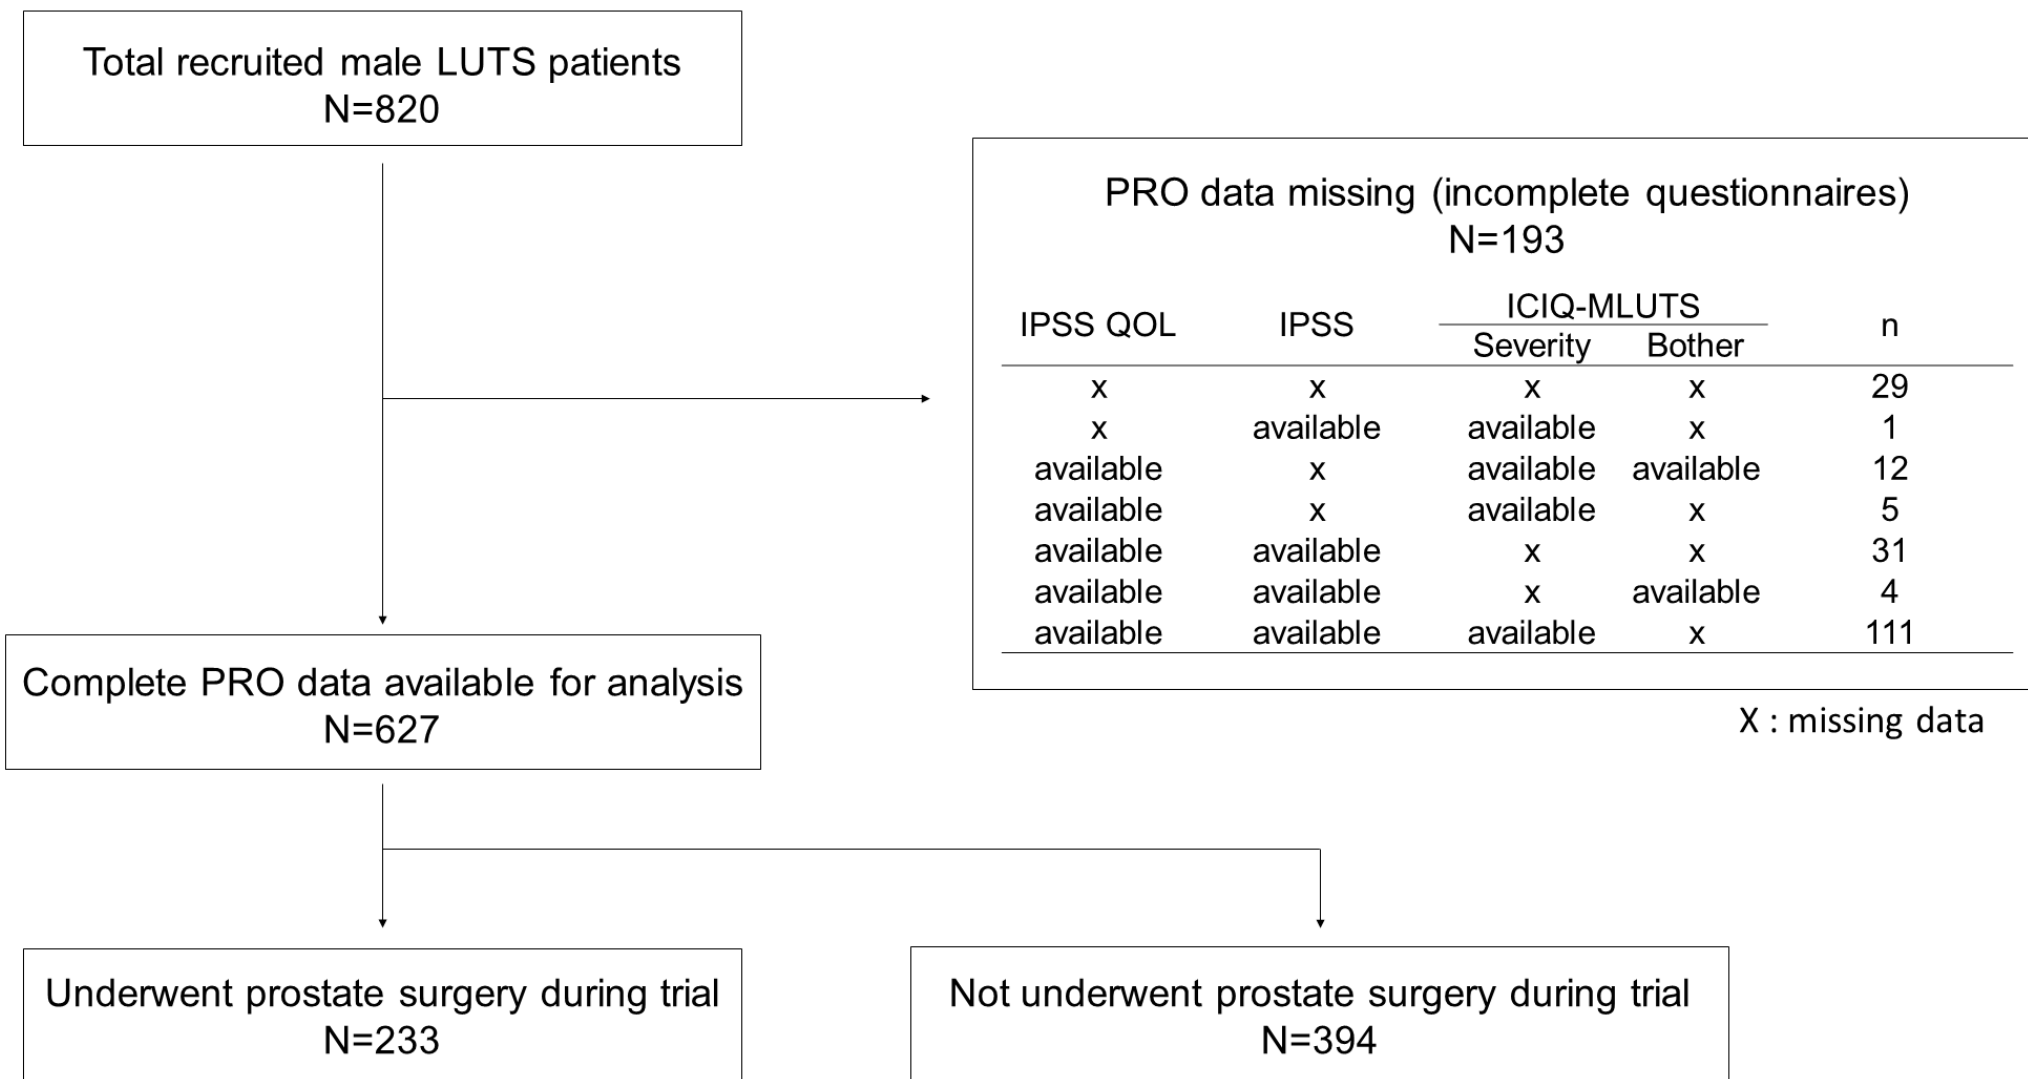 Total recruited male LUTS patients
N=820
PRO data missing (incomplete questionnaires)
N=193
IPSS QOL IPSS ICIQ-MLUTS n
Severity Bother
x x x x 29
x available available x 1
available x available available 12
available x available x 5
available available x x 31
available available x available 4
available available available x 111
X : missing data
Complete PRO data available for analysis
N=627
Underwent prostate surgery during trial
N=233
Not underwent prostate surgery during trial
N=394